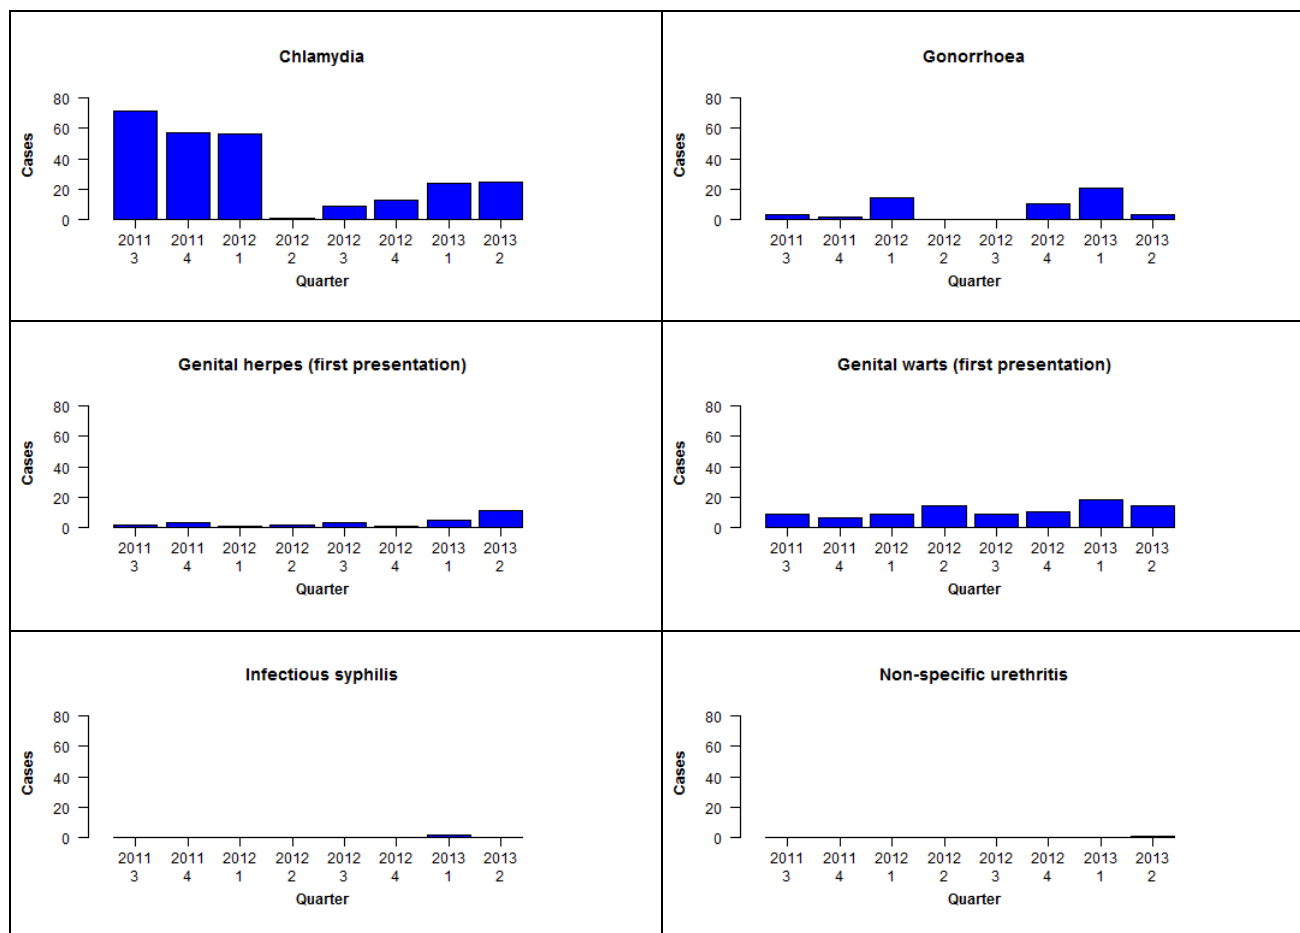 Chlamydia
80
60
40
20
0
Cases
2011 2011 2012 2012 2012 2012 2013 2013
3 4 1 2 3 4 1 2
Quarter
Gonorrhoea
80
60
40
20
0
Cases
2011 2011 2012 2012 2012 2012 2013 2013
3 4 1 2 3 4 1 2
Quarter
Genital herpes (first presentation)
80
60
40
20
0
Cases
2011 2011 2012 2012 2012 2012 2013 2013
3 4 1 2 3 4 1 2
Quarter
Genital warts (first presentation)
80
60
40
20
0
Cases
2011 2011 2012 2012 2012 2012 2013 2013
3 4 1 2 3 4 1 2
Quarter
Infectious syphilis
80
60
40
20
0
Cases
2011 2011 2012 2012 2012 2012 2013 2013
3 4 1 2 3 4 1 2
Quarter
Non-specific urethritis
80
60
40
20
0
Cases
2011 2011 2012 2012 2012 2012 2013 2013
3 4 1 2 3 4 1 2
Quarter